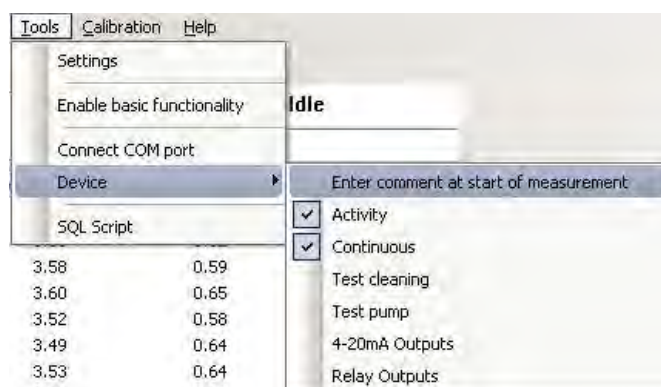 Tools Calibration Help
Settings
Enable basic functionality
Idle
Connect COM port
Device
Enter comment at start of measurement
SQL Script
Activity
Continuous
Test cleaning
Test pump
4-20mA Outputs
Relay Outputs
3.58 0.59
3.60 0.65
3.52 0.58
3.49 0.64
3.53 0.64